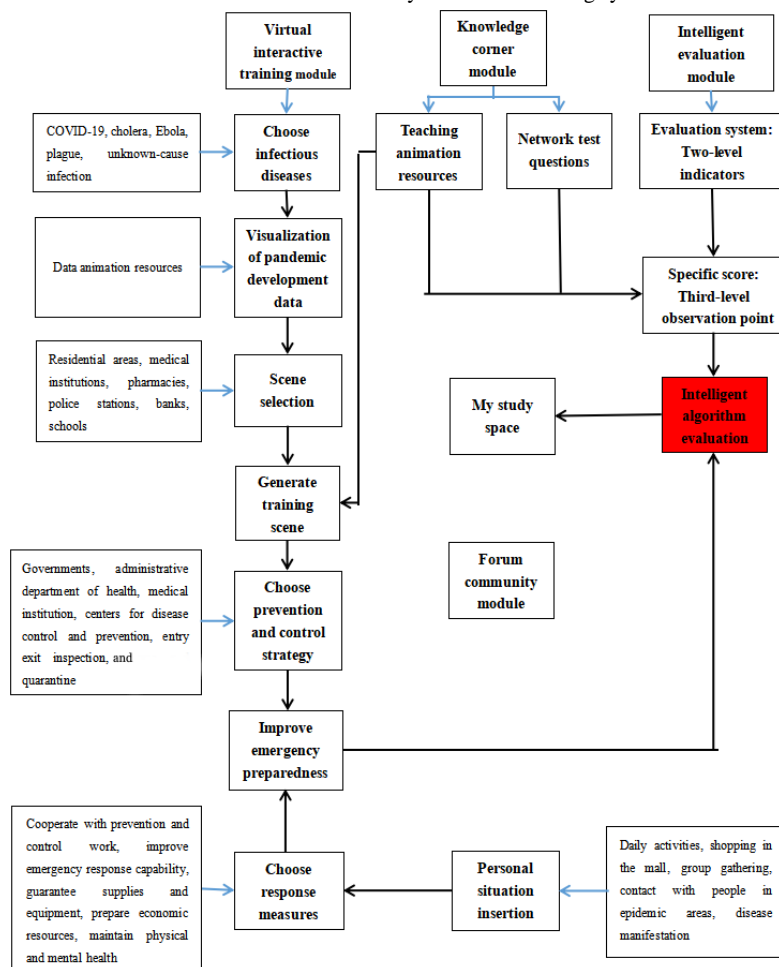 Virtual
interactive
training module
Knowledge
corner
module
Intelligent
evaluation
module
COVID-19, cholera, Ebola,
plague, unknown-cause
infection
Choose
infectious
diseases
Teaching
animation
resources
Network test
questions
Evaluation system:
Two-level
indicators
Data animation resources
Visualization
of pandemic
development
data
Specific score:
Third-level
observation point
Residential areas, medical
institutions, pharmacies,
police stations, banks,
schools
Scene
selection
My study
space
Intelligent
algorithm
evaluation
Generate
training
scene
Governments, administrative
department of health, medical
institution, centers for disease
control and prevention, entry
exit inspection, and
quarantine
Choose
prevention
and control
strategy
Forum
community
module
Improve
emergency
preparedness
Cooperate with prevention and
control work, improve
emergency response capability,
guarantee supplies and
equipment, prepare economic
resources, maintain physical
and mental health
Choose
response
measures
Personal
situation
insertion
Daily activities, shopping in
the mall, group gathering,
contact with people in
epidemic areas, disease
manifestation